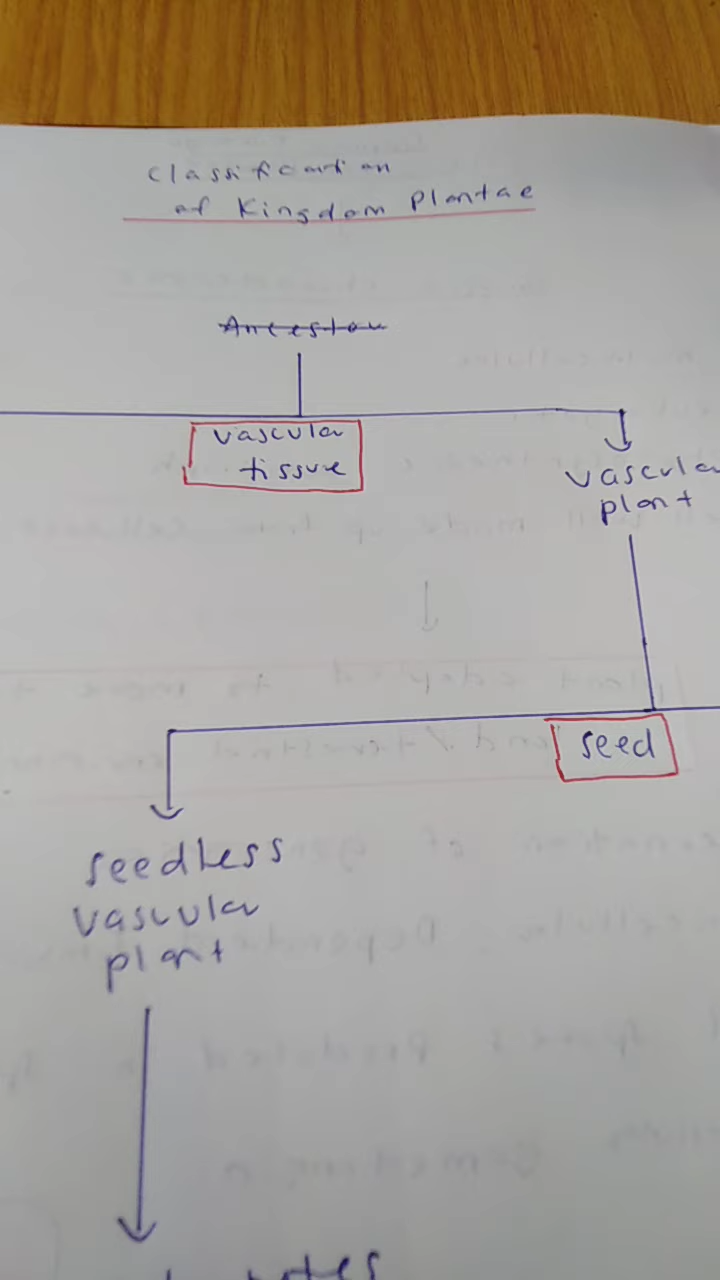 Classification
of Kingdom Plantae
Ancestor
vascular
tissue
vascular
plant
seed
seedless
vascular
plant